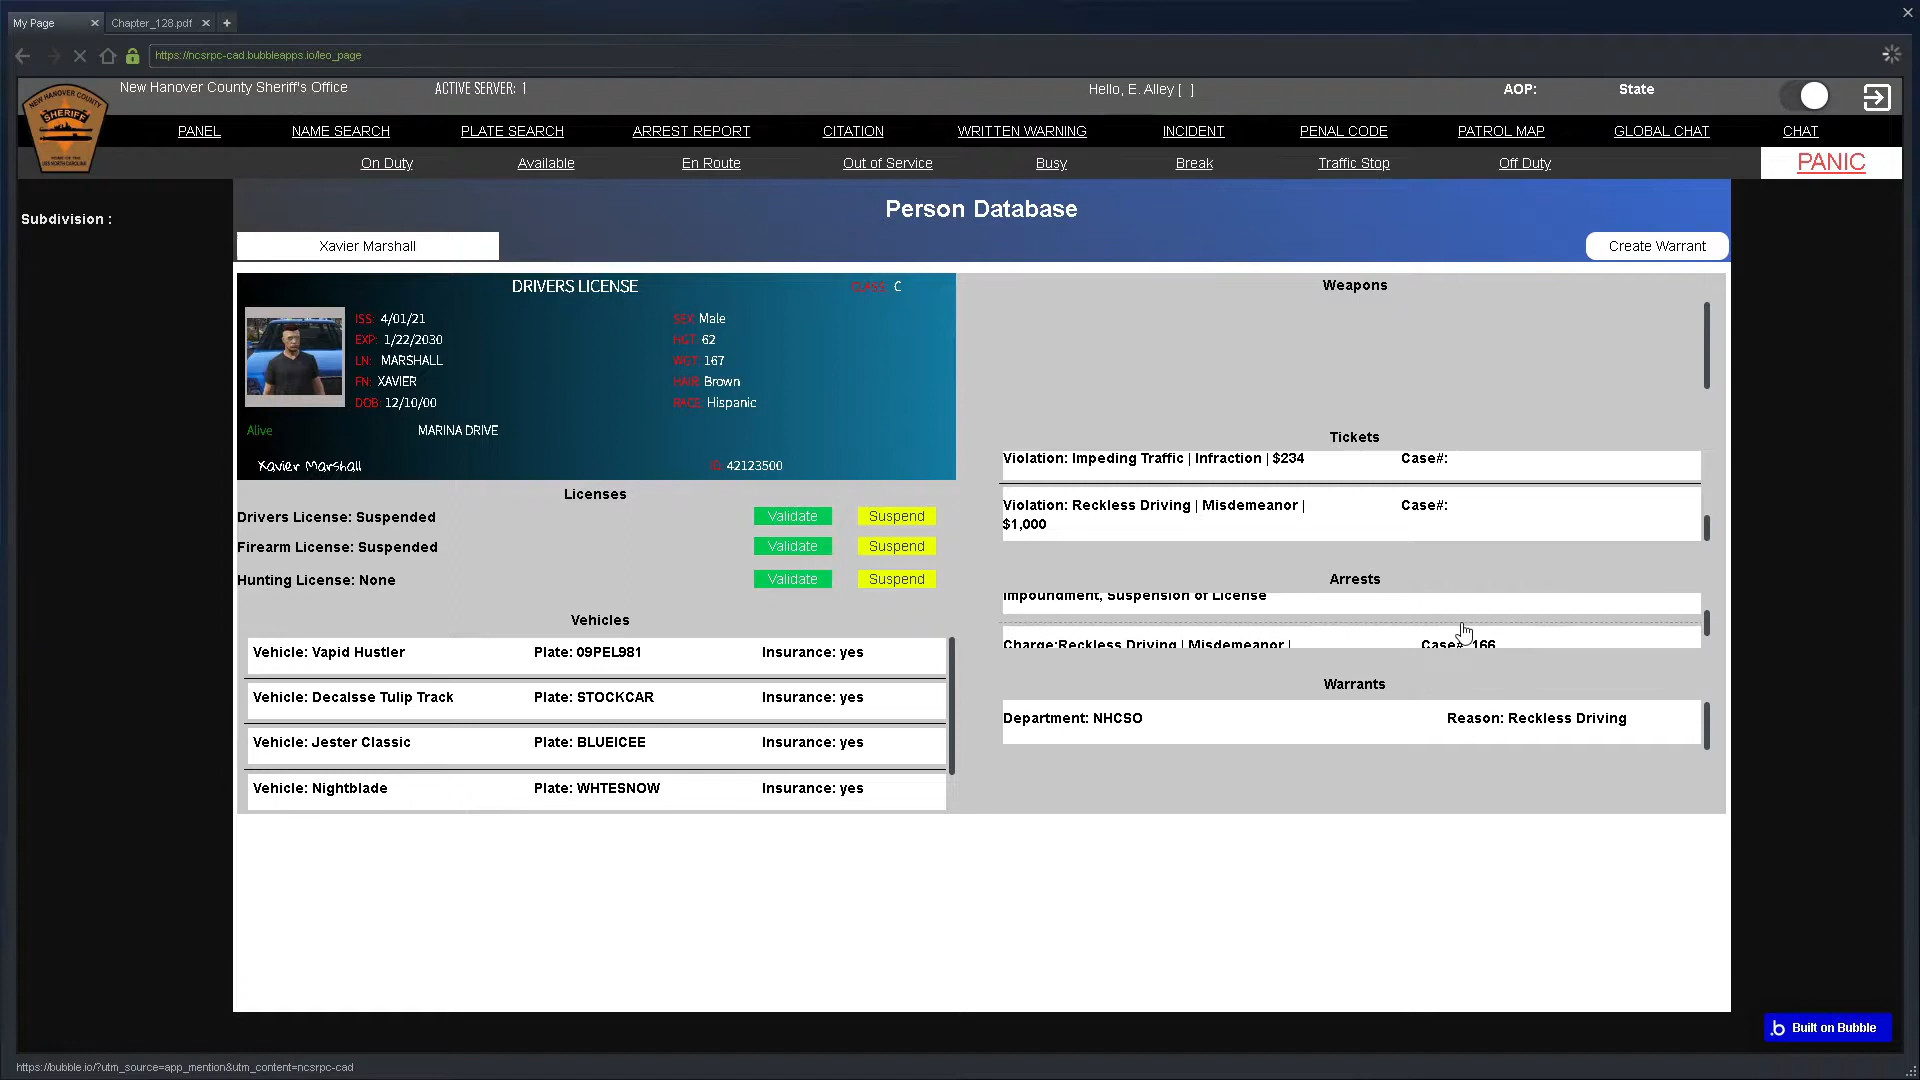 My Page
Chapter_128.pdf
https://ncsrpc-cad.bubbleapps.io/leo_page
New Hanover County Sheriff's Office
ACTIVE SERVER: 1
Hello, E. Alley [ ]
AOP:
State
NEW HANOVER COUNTY
SHERIFF
PANEL
NAME SEARCH
PLATE SEARCH
ARREST REPORT
CITATION
WRITTEN WARNING
INCIDENT
PENAL CODE
PATROL MAP
GLOBAL CHAT
CHAT
On Duty
Available
En Route
Out of Service
Busy
Break
Traffic Stop
Off Duty
PANIC
Subdivision :
Person Database
Xavier Marshall
Create Warrant
DRIVERS LICENSE
CLASS: C
ISS: 4/01/21
EXP: 1/22/2030
LN: MARSHALL
FN: XAVIER
DOB: 12/10/00
SEX: Male
HGT: 62
WGT: 167
HAIR: Brown
RACE: Hispanic
Alive
MARINA DRIVE
Xavier Marshall
ID: 42123500
Licenses
Drivers License: Suspended
Validate
Suspend
Firearm License: Suspended
Validate
Suspend
Hunting License: None
Validate
Suspend
Vehicles
Vehicle: Vapid Hustler
Plate: 09PEL981
Insurance: yes
Vehicle: Decalsse Tulip Track
Plate: STOCKCAR
Insurance: yes
Vehicle: Jester Classic
Plate: BLUEICEE
Insurance: yes
Vehicle: Nightblade
Plate: WHTESNOW
Insurance: yes
Weapons
Tickets
Violation: Impeding Traffic | Infraction | $234
Case#:
Violation: Reckless Driving | Misdemeanor |
$1,000
Case#:
Arrests
Impoundment, Suspension of License
Charge:Reckless Driving | Misdemeanor |
Case# 166
Warrants
Department: NHCSO
Reason: Reckless Driving
Built on Bubble
https://bubble.io/?utm_source=app_mention&utm_content=ncsrpc-cad